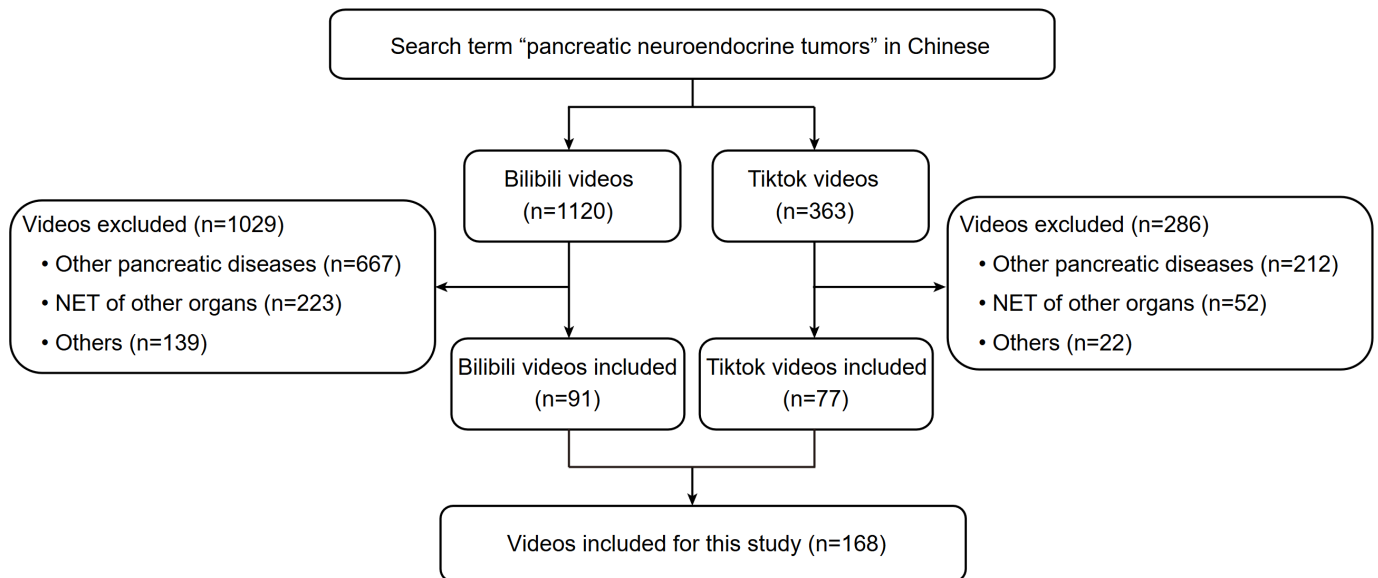 Search term “pancreatic neuroendocrine tumors” in Chinese
Bilibili videos
(n=1120)
Tiktok videos
(n=363)
Videos excluded (n=1029)
• Other pancreatic diseases (n=667)
• NET of other organs (n=223)
• Others (n=139)
Videos excluded (n=286)
• Other pancreatic diseases (n=212)
• NET of other organs (n=52)
• Others (n=22)
Bilibili videos included
(n=91)
Tiktok videos included
(n=77)
Videos included for this study (n=168)